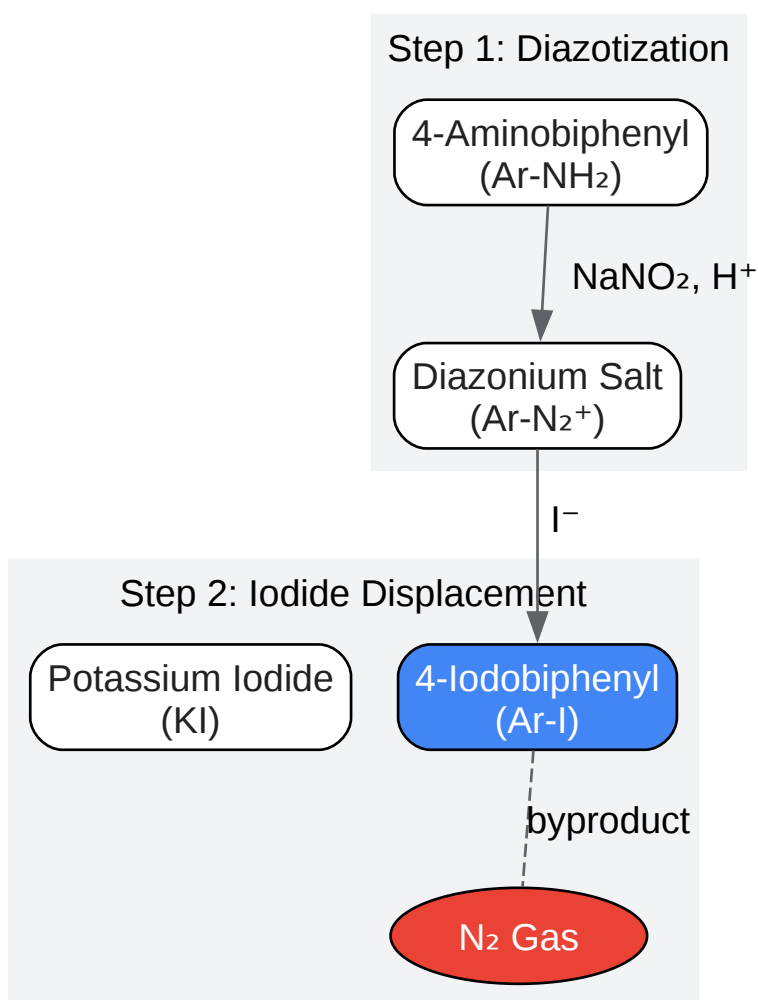 Step 1: Diazotization
4-Aminobiphenyl
(Ar-NH₂)
NaNO₂, H⁺
Diazonium Salt
(Ar-N₂⁺)
I⁻
Step 2: Iodide Displacement
Potassium Iodide
(KI)
4-Iodobiphenyl
(Ar-I)
byproduct
N₂ Gas